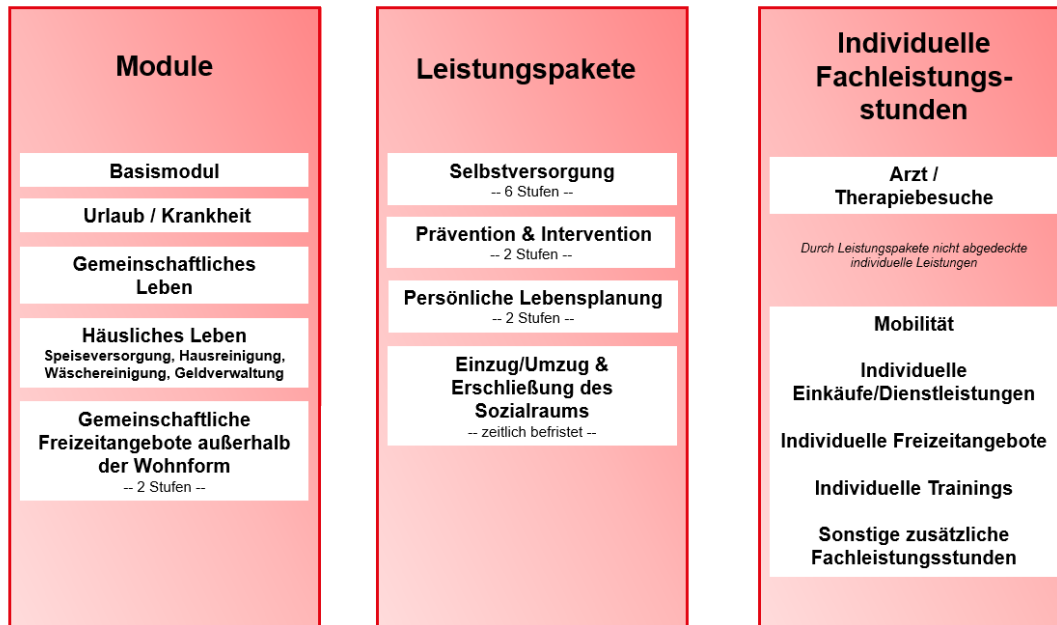 Module
Basismodul
Urlaub / Krankheit
Gemeinschaftliches
Leben
Häusliches Leben
Speiseversorgung, Hausreinigung,
Wäschereinigung, Geldverwaltung
Gemeinschaftliche
Freizeitangebote außerhalb
der Wohnform
-- 2 Stufen --
Leistungspakete
Selbstversorgung
-- 6 Stufen --
Prävention & Intervention
-- 2 Stufen --
Persönliche Lebensplanung
-- 2 Stufen --
Einzug/Umzug &
Erschließung des
Sozialraums
-- zeitlich befristet --
Individuelle
Fachleistungs-
stunden
Arzt /
Therapiebesuche
Durch Leistungspakete nicht abgedeckte
individuelle Leistungen
Mobilität
Individuelle
Einkäufe/Dienstleistungen
Individuelle Freizeitangebote
Individuelle Trainings
Sonstige zusätzliche
Fachleistungsstunden